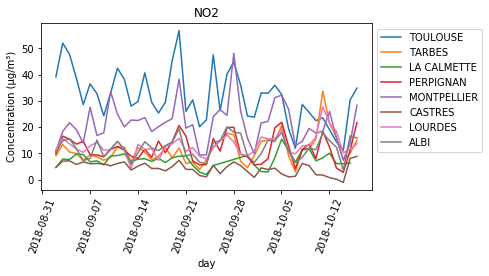 NO2
Concentration (µg/m³)
50
40
30
20
10
0
2018-08-31
2018-09-07
2018-09-14
2018-09-21
2018-09-28
2018-10-05
2018-10-12
day
TOULOUSE
TARBES
LA CALMETTE
PERPIGNAN
MONTPELLIER
CASTRES
LOURDES
ALBI